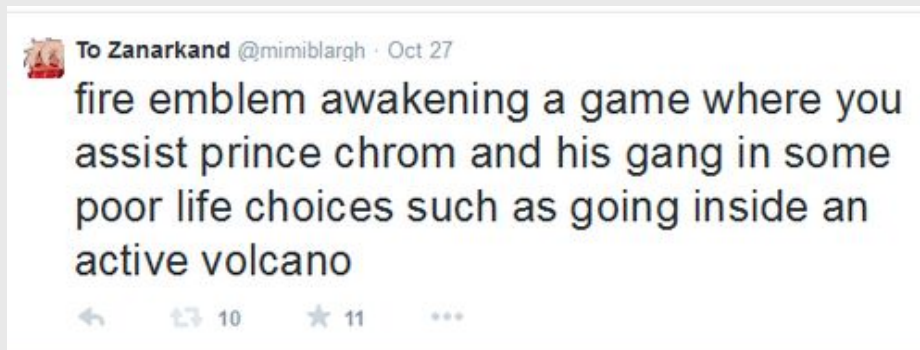 To Zanarkand @mimiblargh · Oct 27
fire emblem awakening a game where you
assist prince chrom and his gang in some
poor life choices such as going inside an
active volcano
10 11